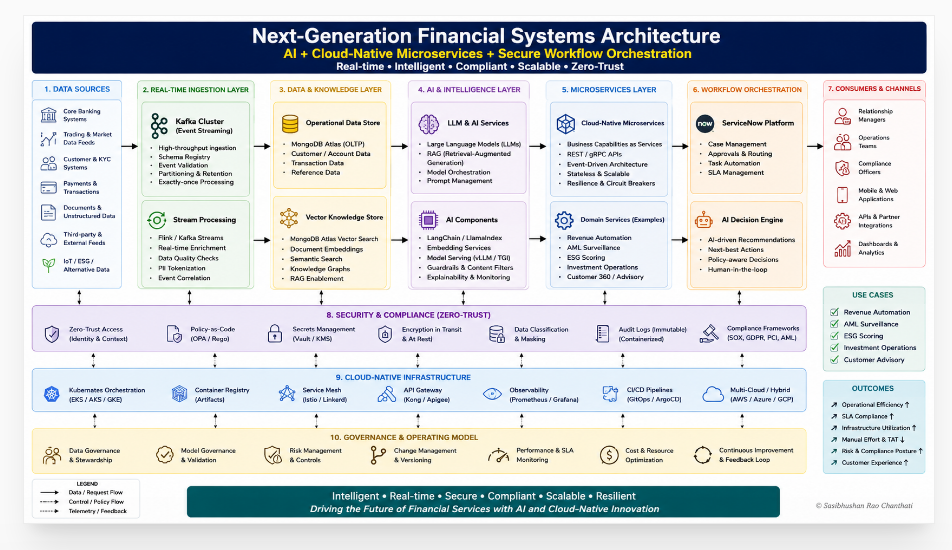 Next-Generation Financial Systems Architecture
AI + Cloud-Native Microservices + Secure Workflow Orchestration
Real-time • Intelligent • Compliant • Scalable • Zero-Trust
1. DATA SOURCES
Core Banking
Systems
Trading & Market
Data Feeds
Customer & KYC
Systems
Payments &
Transactions
Documents &
Unstructured Data
Third-party &
External Feeds
IoT / ESG /
Alternative Data
2. REAL-TIME INGESTION LAYER
Kafka Cluster
(Event Streaming)
• High-throughput ingestion
• Schema Registry
• Event Validation
• Partitioning & Retention
• Exactly-once Processing
Stream Processing
• Flink / Kafka Streams
• Real-time Enrichment
• Data Quality Checks
• PII Tokenization
• Event Correlation
3. DATA & KNOWLEDGE LAYER
Operational Data Store
• MongoDB Atlas (OLTP)
• Customer / Account Data
• Transaction Data
• Reference Data
Vector Knowledge Store
• MongoDB Atlas Vector Search
• Document Embeddings
• Semantic Search
• Knowledge Graphs
• RAG Enablement
4. AI & INTELLIGENCE LAYER
LLM & AI Services
• Large Language Models (LLMs)
• RAG (Retrieval-Augmented
Generation)
• Model Orchestration
• Prompt Management
AI Components
• LangChain / LlamaIndex
• Embedding Services
• Model Serving (vLLM / TGI)
• Guardrails & Content Filters
• Explainability & Monitoring
5. MICROSERVICES LAYER
Cloud-Native Microservices
• Business Capabilities as Services
• REST / gRPC APIs
• Event-Driven Architecture
• Stateless & Scalable
• Resilience & Circuit Breakers
Domain Services (Examples)
• Revenue Automation
• AML Surveillance
• ESG Scoring
• Investment Operations
• Customer 360 / Advisory
6. WORKFLOW ORCHESTRATION
now
ServiceNow Platform
• Case Management
• Approvals & Routing
• Task Automation
• SLA Management
AI Decision Engine
• AI-driven Recommendations
• Next-best Actions
• Policy-aware Decisions
• Human-in-the-loop
7. CONSUMERS & CHANNELS
Relationship
Managers
Operations
Teams
Compliance
Officers
Mobile & Web
Applications
APIs & Partner
Integrations
Dashboards &
Analytics
8. SECURITY & COMPLIANCE (ZERO-TRUST)
Zero-Trust Access
(Identity & Context)
Policy-as-Code
(OPA / Rego)
Secrets Management
(Vault / KMS)
Encryption in Transit
& At Rest)
Data Classification
& Masking
Audit Logs (Immutable)
(Containerized)
Compliance Frameworks
(SOX, GDPR, PCI, AML)
9. CLOUD-NATIVE INFRASTRUCTURE
Kubernetes Orchestration
(EKS / AKS / GKE)
Container Registry
(Artifacts)
Service Mesh
(Istio / Linkerd)
API Gateway
(Kong / Apigee)
Observability
(Prometheus / Grafana)
CI/CD Pipelines
(GitOps / ArgoCD)
Multi-Cloud / Hybrid
(AWS / Azure / GCP)
10. GOVERNANCE & OPERATING MODEL
Data Governance
& Stewardship
Model Governance
& Validation
Risk Management
& Controls
Change Management
& Versioning
Performance & SLA
Monitoring
Cost & Resource
Optimization
Continuous Improvement
& Feedback Loop
USE CASES
Revenue Automation
AML Surveillance
ESG Scoring
Investment Operations
Customer Advisory
OUTCOMES
Operational Efficiency ↑
SLA Compliance ↑
Infrastructure Utilization ↑
Manual Effort & TAT ↓
Risk & Compliance Posture ↑
Customer Experience ↑
LEGEND
Data / Request Flow
Control / Policy Flow
Telemetry / Feedback
Intelligent • Real-time • Secure • Compliant • Scalable • Resilient
Driving the Future of Financial Services with AI and Cloud-Native Innovation
© Sasibhushan Rao Chanthati